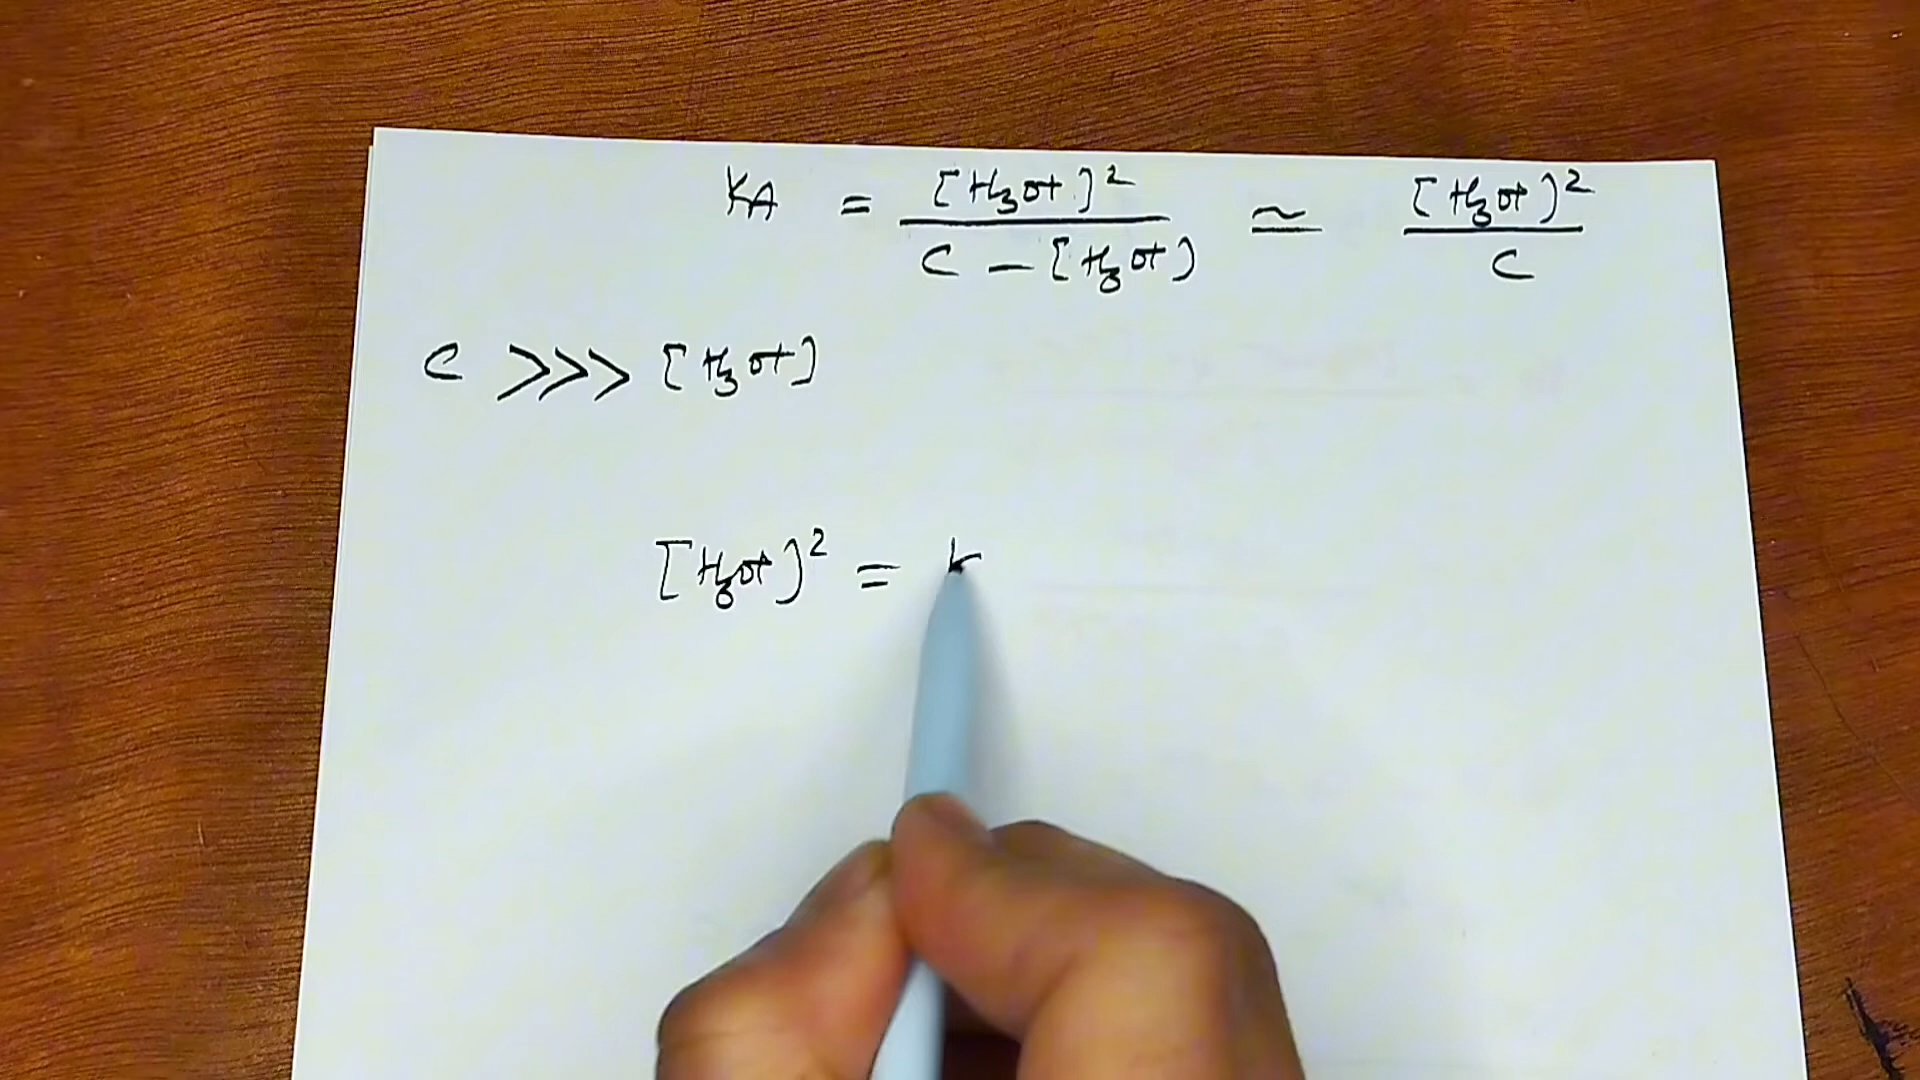 KA = [H3O+]² / C - [H3O+] ≃ [H3O+]² / C
C >>> [H3O+]
[H3O+]² = K